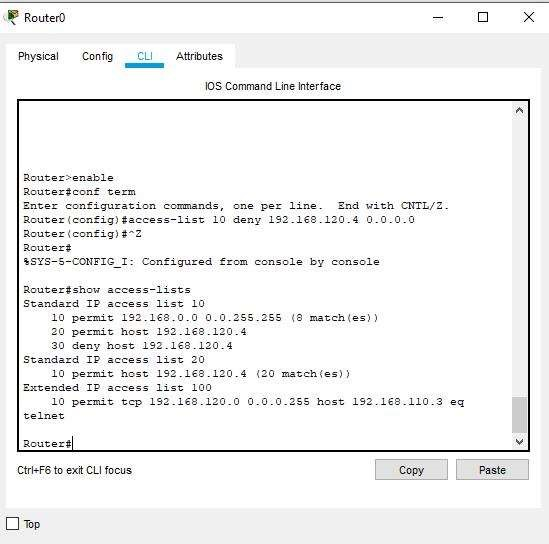 Router0
Physical Config CLI Attributes
IOS Command Line Interface
Router>enable
Router#conf term
Enter configuration commands, one per line.  End with CNTL/Z.
Router(config)#access-list 10 deny 192.168.120.4 0.0.0.0
Router(config)#^Z
Router#
%SYS-5-CONFIG_I: Configured from console by console
Router#show access-lists
Standard IP access list 10
    10 permit 192.168.0.0 0.0.255.255 (8 match(es))
    20 permit host 192.168.120.4
    30 deny host 192.168.120.4
Standard IP access list 20
    10 permit host 192.168.120.4 (20 match(es))
Extended IP access list 100
    10 permit tcp 192.168.120.0 0.0.0.255 host 192.168.110.3 eq
telnet
Router#
Ctrl+F6 to exit CLI focus Copy Paste
Top